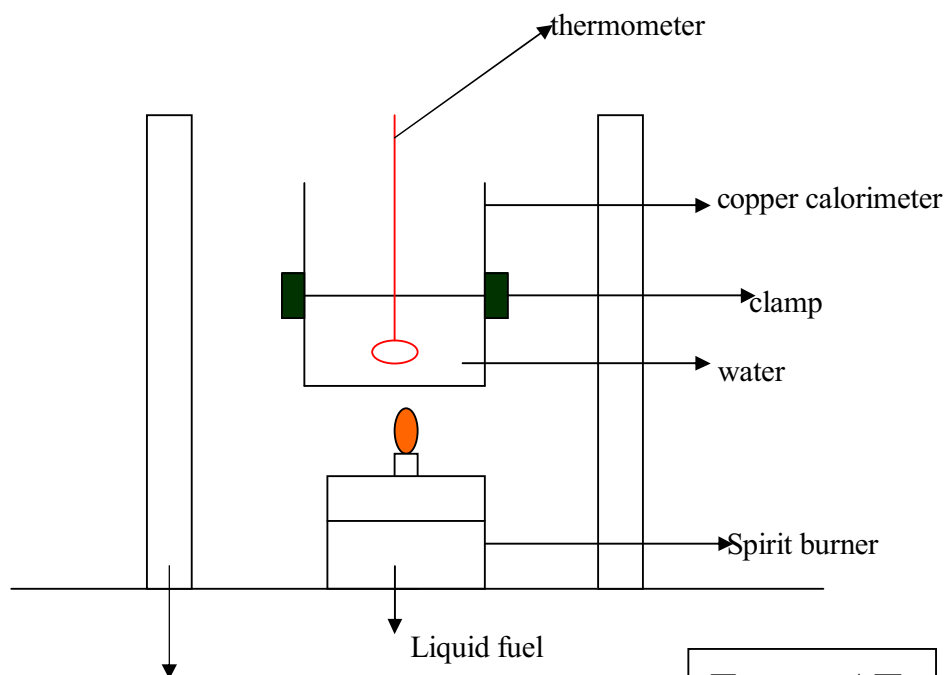 thermometer
copper calorimeter
clamp
water
Spirit burner
Liquid fuel